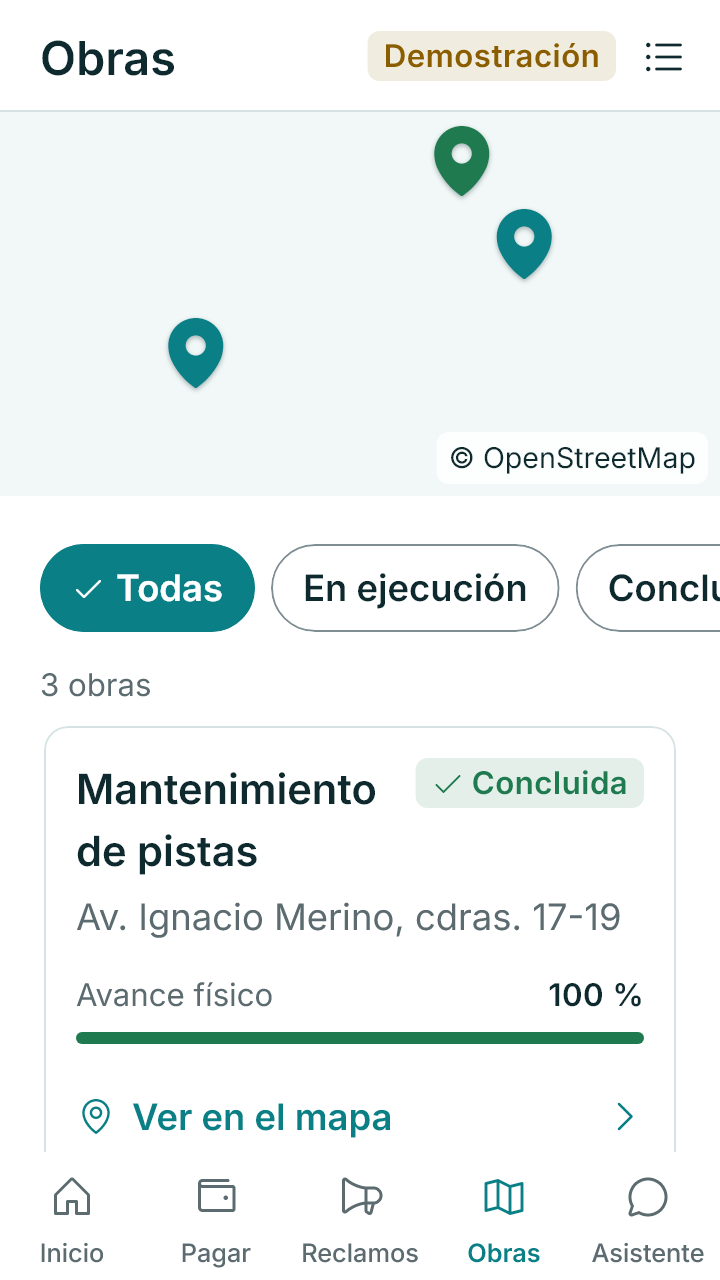 Obras
Demostración
© OpenStreetMap
Todas
En ejecución
Conclu
3 obras
Mantenimiento
de pistas
Concluida
Av. Ignacio Merino, cdras. 17-19
Avance físico
100 %
Ver en el mapa
Inicio
Pagar
Reclamos
Obras
Asistente